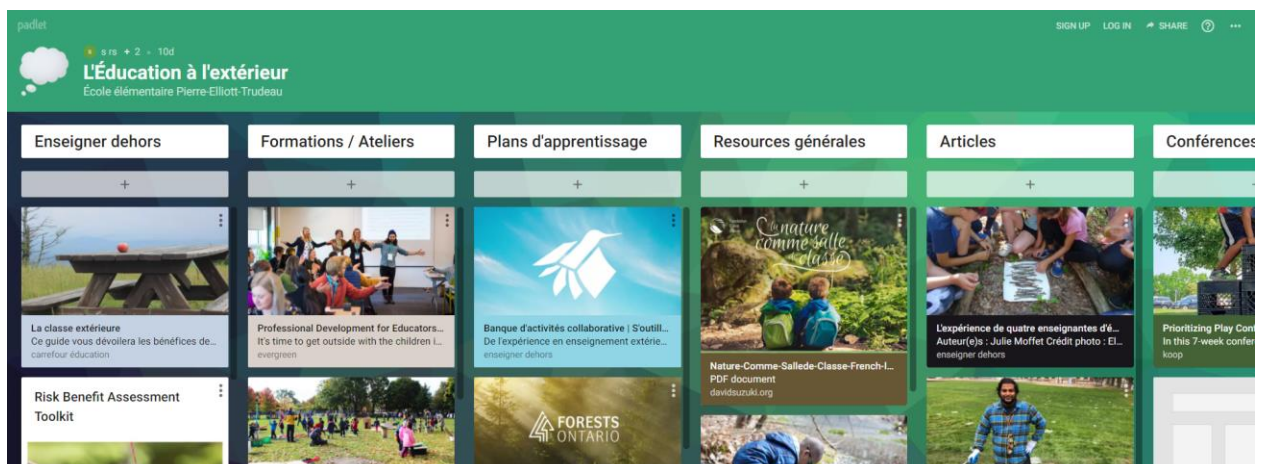 padlet
SIGN UP LOG IN SHARE
s rs + 2 • 10d
L'Éducation à l'extérieur
École élémentaire Pierre-Elliott-Trudeau
Enseigner dehors
Formations / Ateliers
Plans d'apprentissage
Resources générales
Articles
Conférences
La classe extérieure
Ce guide vous dévoilera les bénéfices de...
carrefour éducation
Risk Benefit Assessment
Toolkit
Professional Development for Educators...
It's time to get outside with the children i...
evergreen
Banque d'activités collaborative | S'outill...
De l'expérience en enseignement extérie...
enseigner dehors
FORESTS
ONTARIO
la nature
comme salle
de classe
Nature-Comme-Sallede-Classe-French-I...
PDF document
davidsuzuki.org
L'expérience de quatre enseignantes d'é...
Auteur(e)s : Julie Moffet Crédit photo : El...
enseigner dehors
Prioritizing Play Conf
In this 7-week confer
koop